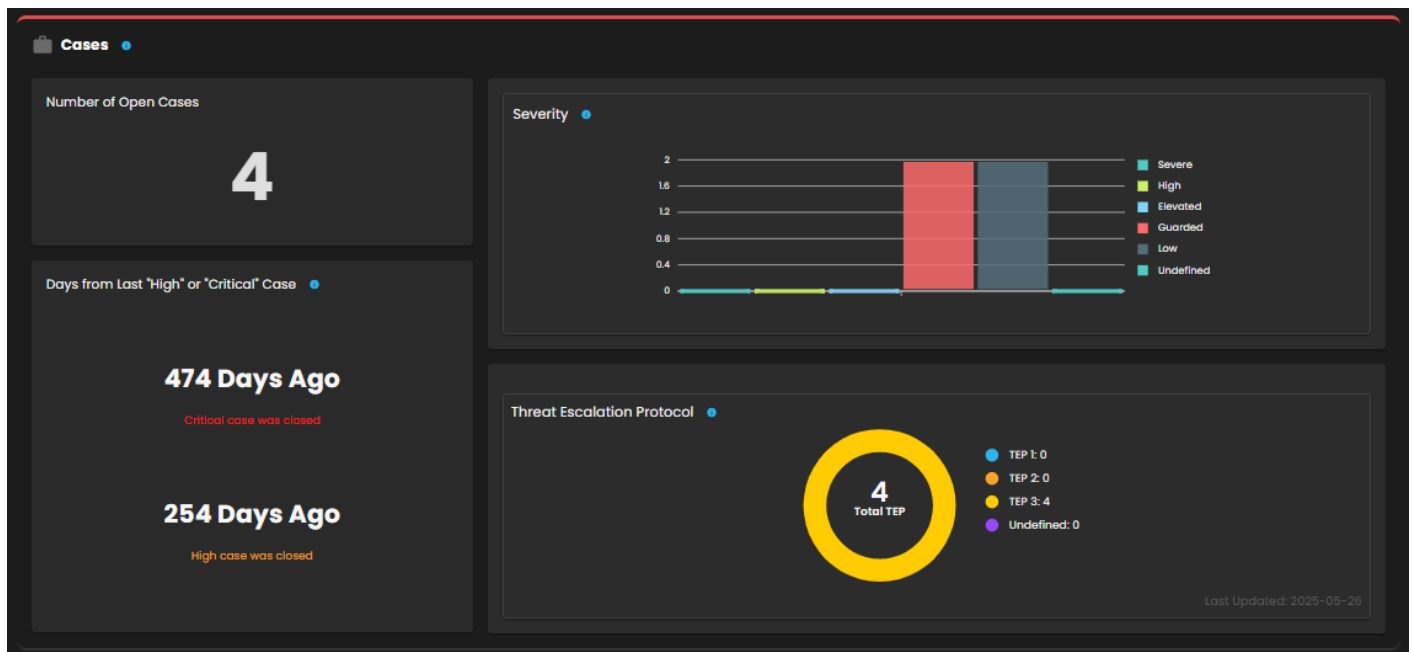 Cases
Number of Open Cases
4
Days from Last "High" or "Critical" Case
474 Days Ago
Critical case was closed
254 Days Ago
High case was closed
Severity
2
1.6
1.2
0.8
0.4
0
Severe
High
Elevated
Guarded
Low
Undefined
Threat Escalation Protocol
4
Total TEP
TEP 1: 0
TEP 2: 0
TEP 3: 4
Undefined: 0
Last Updated: 2025-05-26